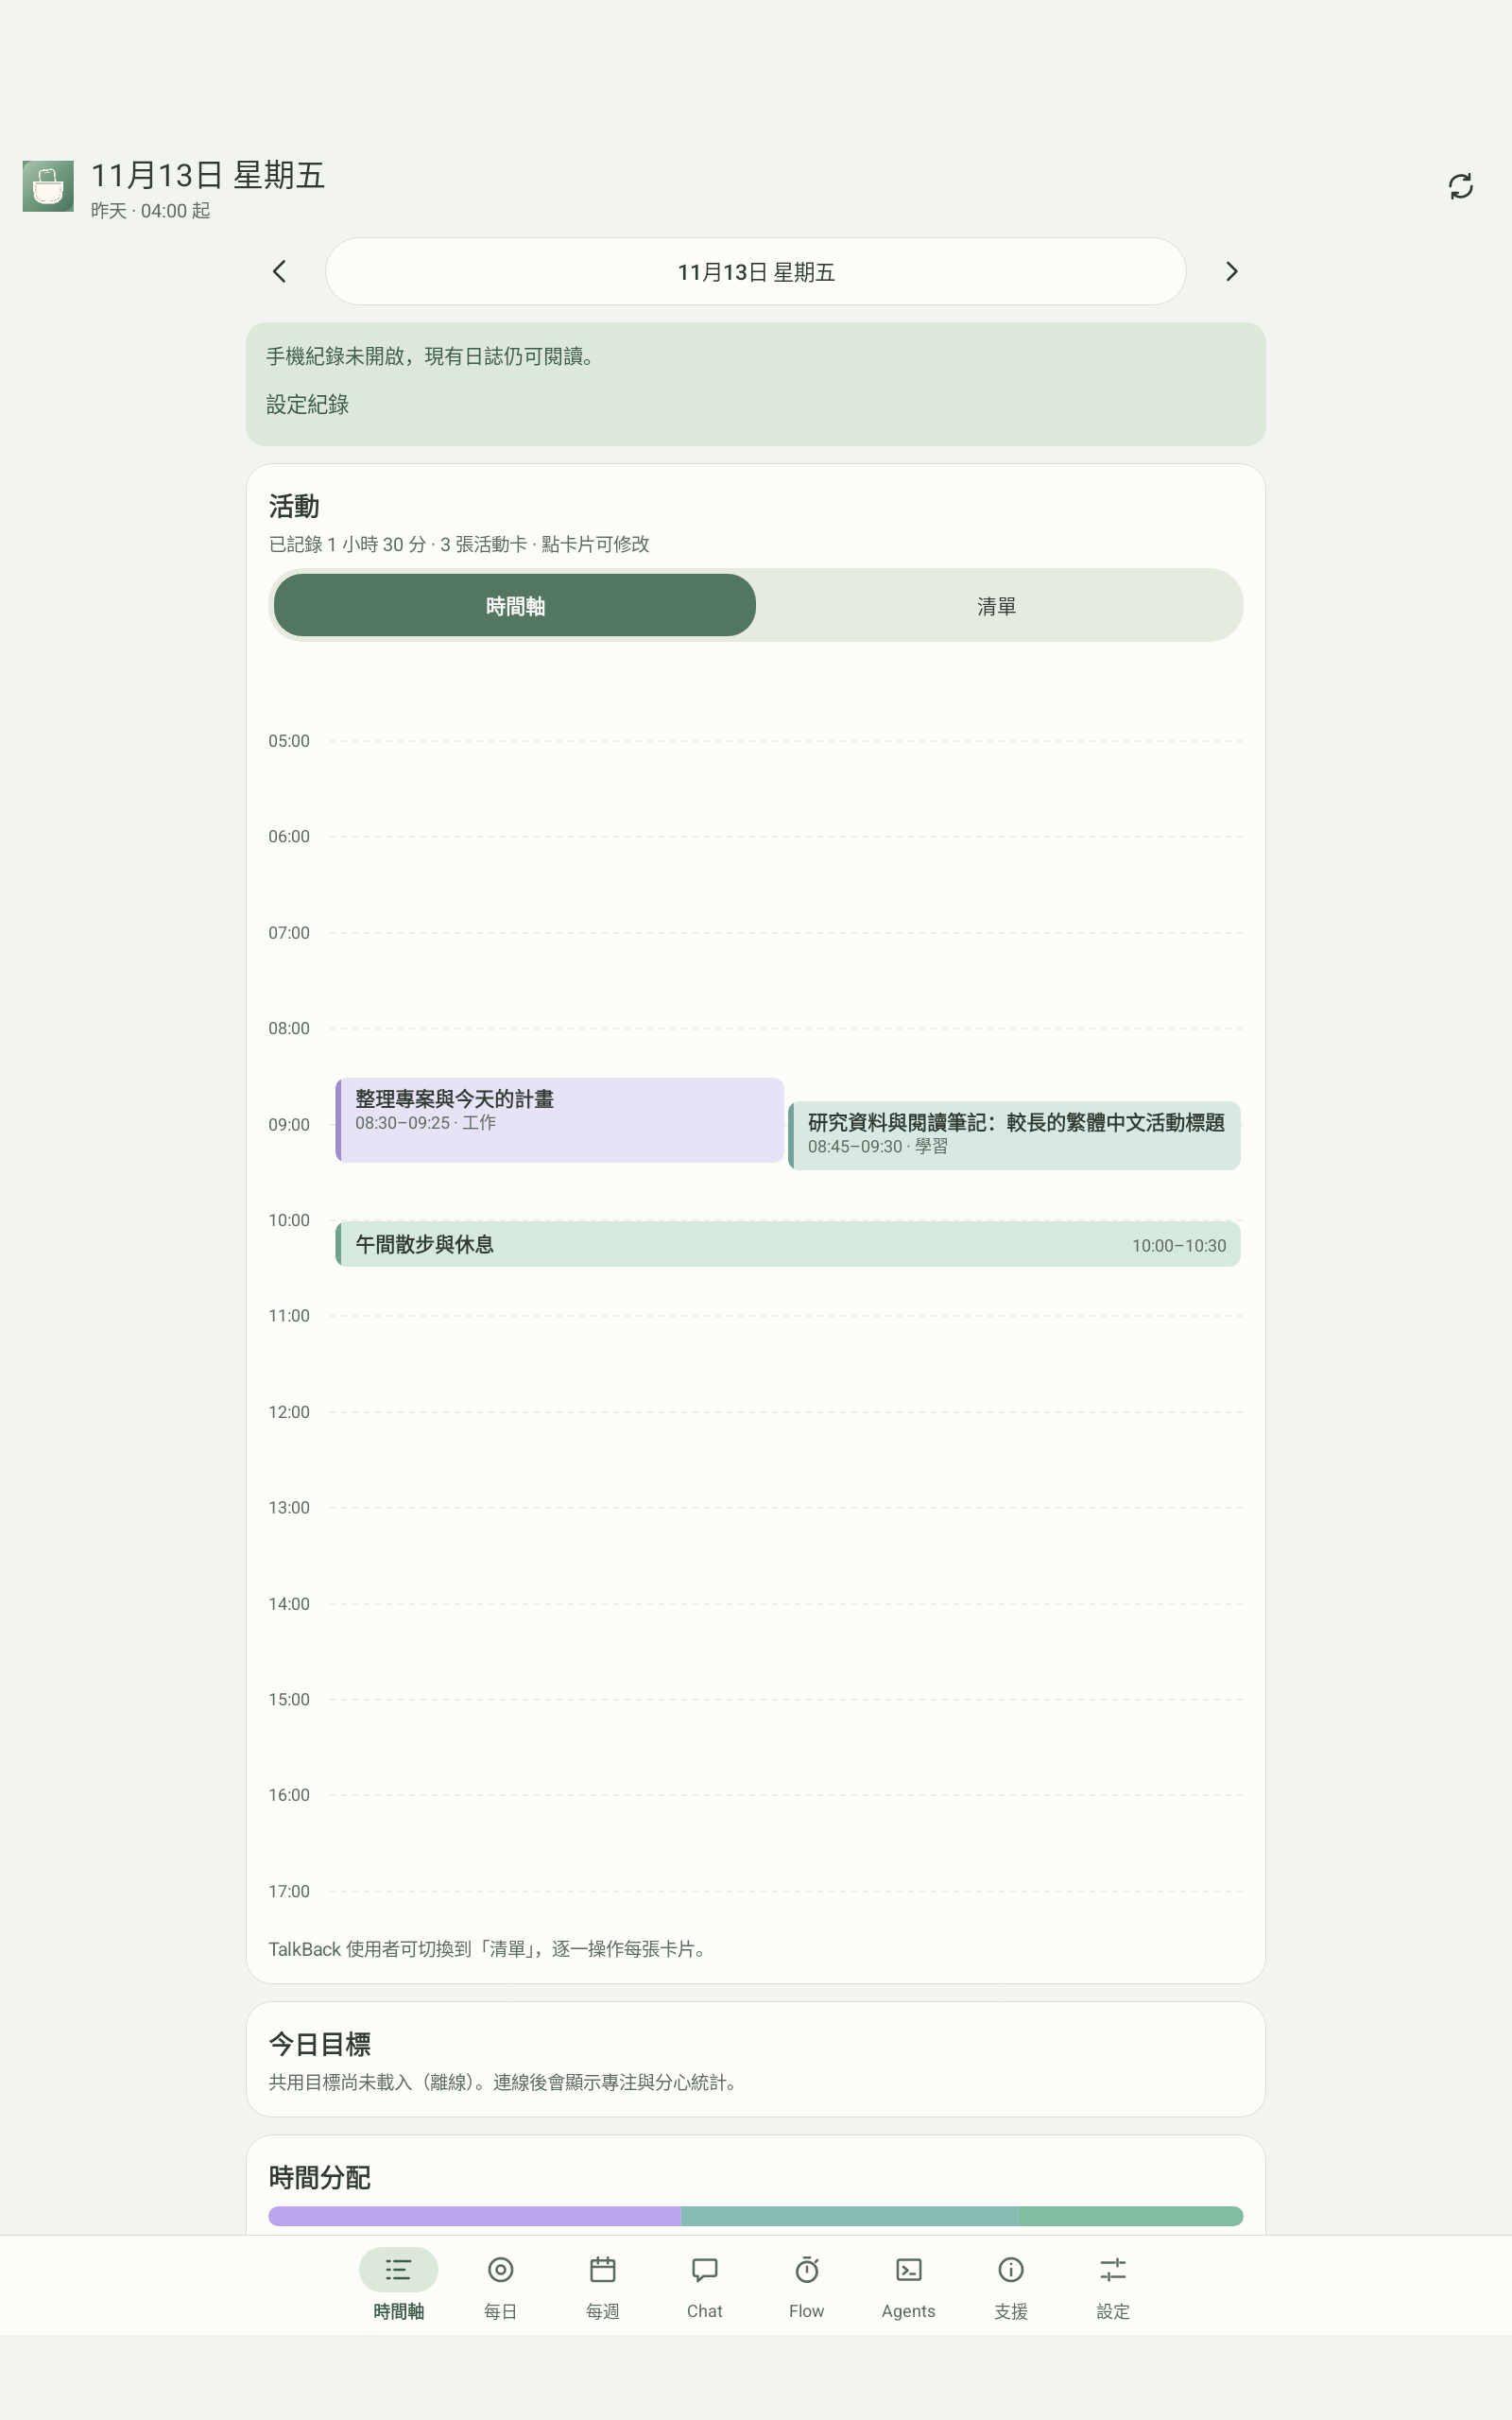 11月13日 星期五
昨天 · 04:00 起
11月13日 星期五
手機紀錄未開啟，現有日誌仍可閱讀。
設定紀錄
活動
已記錄 1 小時 30 分 · 3 張活動卡 · 點卡片可修改
時間軸
清單
05:00
06:00
07:00
08:00
整理專案與今天的計畫
08:30–09:25 · 工作
研究資料與閱讀筆記：較長的繁體中文活動標題
08:45–09:30 · 學習
09:00
10:00
午間散步與休息
10:00–10:30
11:00
12:00
13:00
14:00
15:00
16:00
17:00
TalkBack 使用者可切換到「清單」，逐一操作每張卡片。
今日目標
共用目標尚未載入（離線）。連線後會顯示專注與分心統計。
時間分配
時間軸
每日
每週
Chat
Flow
Agents
支援
設定